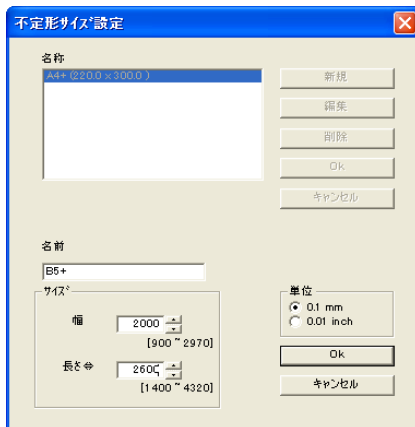 不定形サイズ設定
名称
A4+ (220.0 x 300.0 )
新規
編集
削除
Ok
キャンセル
名前
B5+
サイズ
幅
2000
[900 ~ 2970]
長さ⇔
2600
[1400 ~ 4320]
単位
0.1 mm
0.01 inch
Ok
キャンセル